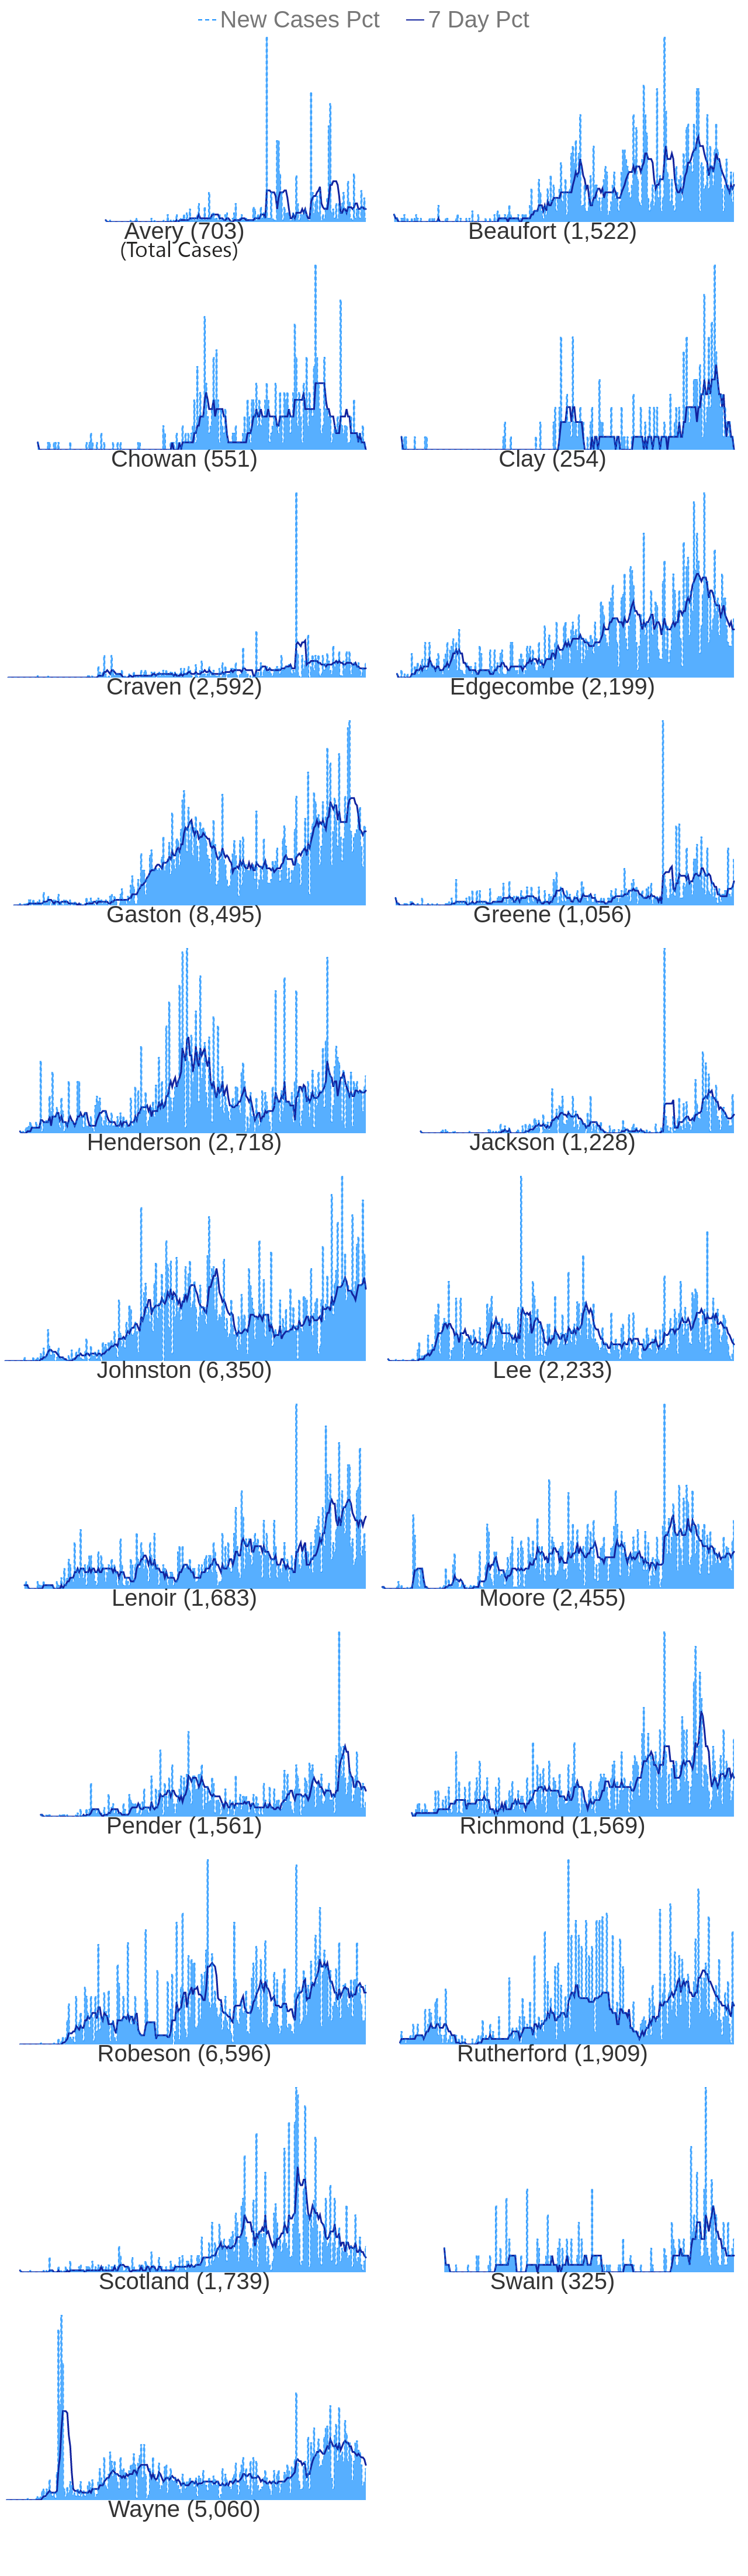 New Cases Pct 7 Day Pct
Avery (703) Beaufort (1,522)
(Total Cases)
Chowan (551) Clay (254)
Craven (2,592) Edgecombe (2,199)
Gaston (8,495) Greene (1,056)
Henderson (2,718) Jackson (1,228)
Johnston (6,350) Lee (2,233)
Lenoir (1,683) Moore (2,455)
Pender (1,561) Richmond (1,569)
Robeson (6,596) Rutherford (1,909)
Scotland (1,739) Swain (325)
Wayne (5,060)